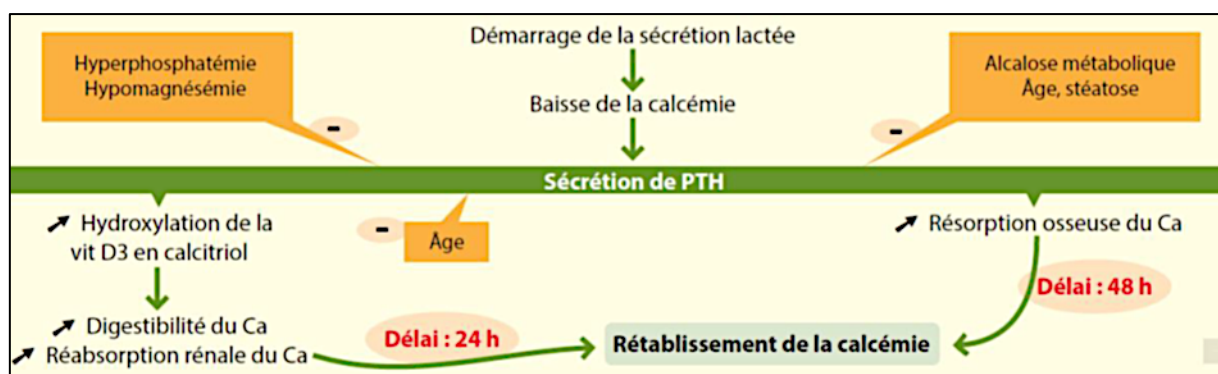 Démarrage de la sécrétion lactée
Hyperphosphatémie
Hypomagnésémie
Alcalose métabolique
Âge, stéatose
Baisse de la calcémie
-
-
Sécrétion de PTH
Hydroxylation de la
vit D3 en calcitriol
-
Âge
Résorption osseuse du Ca
Délai : 48 h
Digestibilité du Ca
Réabsorption rénale du Ca
Délai : 24 h
Rétablissement de la calcémie